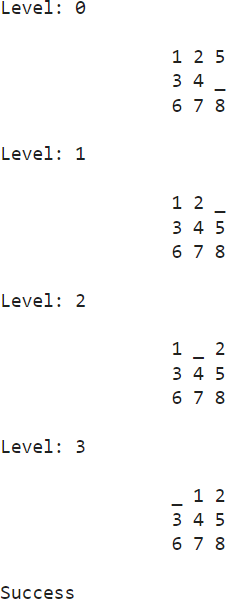 Level: 0
1 2 5
3 4 _
6 7 8
Level: 1
1 2 _
3 4 5
6 7 8
Level: 2
1 _ 2
3 4 5
6 7 8
Level: 3
_ 1 2
3 4 5
6 7 8
Success